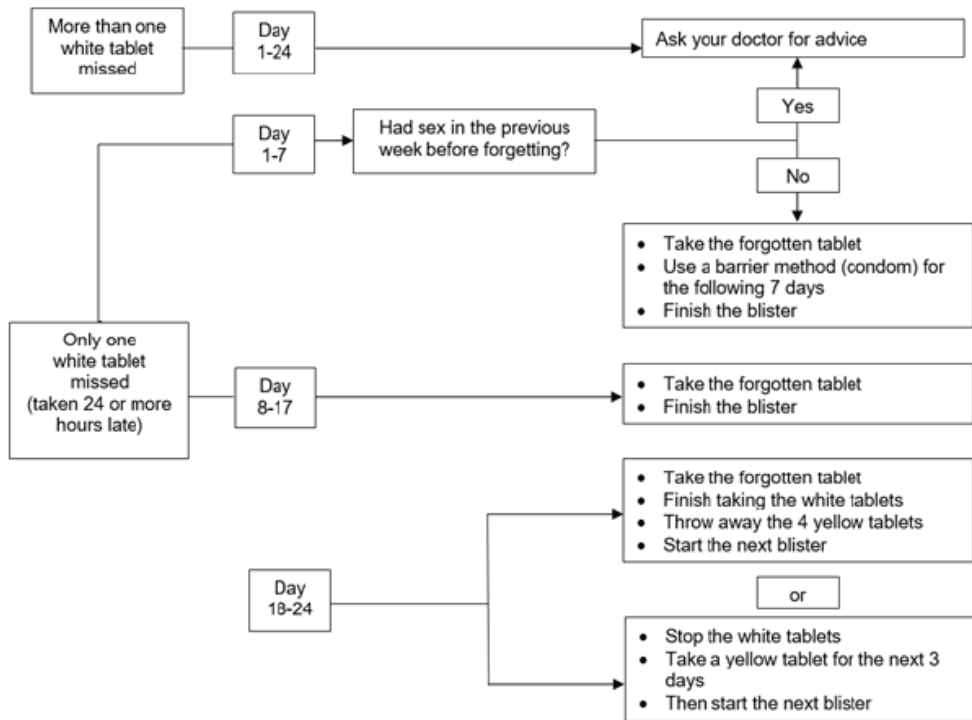 More than one
white tablet
missed
Day
1-24
Ask your doctor for advice
Yes
Day
1-7
Had sex in the previous
week before forgetting?
No
• Take the forgotten tablet
• Use a barrier method (condom) for
the following 7 days
• Finish the blister
Only one
white tablet
missed
(taken 24 or more
hours late)
Day
8-17
• Take the forgotten tablet
• Finish the blister
• Take the forgotten tablet
• Finish taking the white tablets
• Throw away the 4 yellow tablets
• Start the next blister
Day
18-24
or
• Stop the white tablets
• Take a yellow tablet for the next 3
days
• Then start the next blister